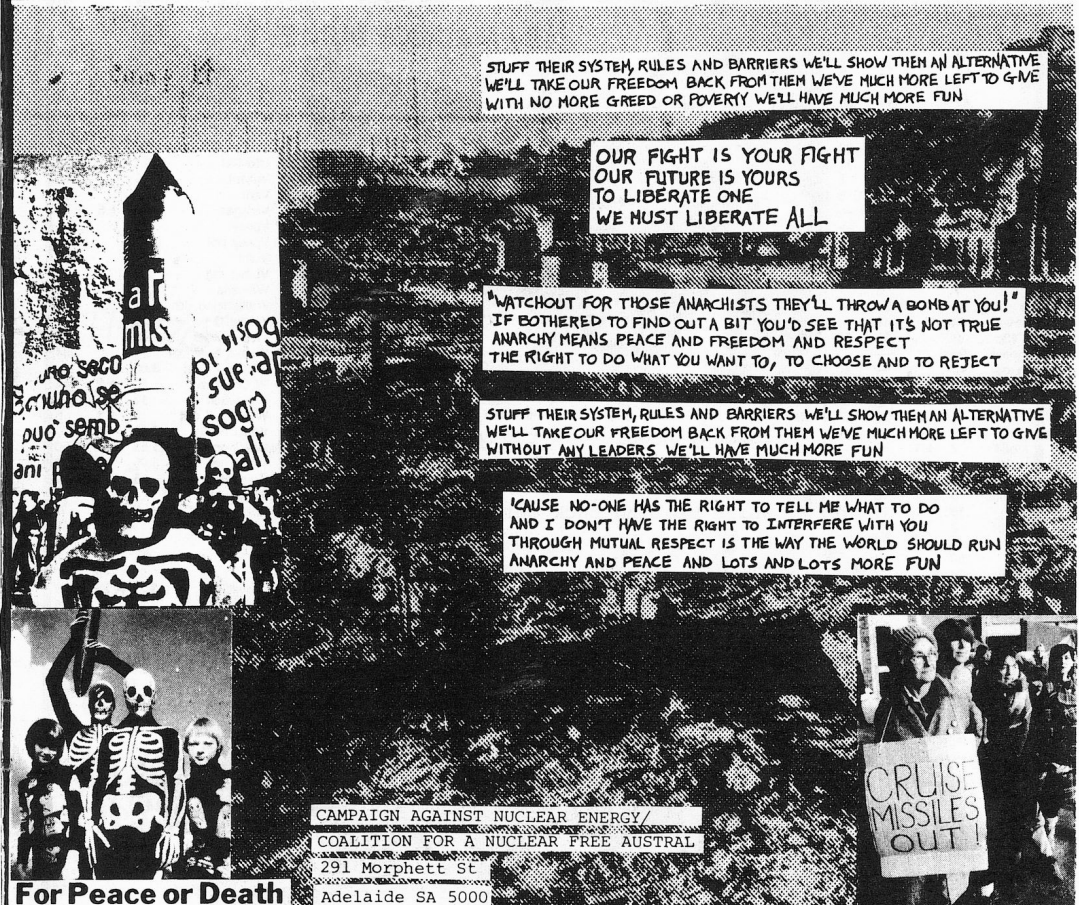 STUFF THEIR SYSTEM, RULES AND BARRIERS WE'LL SHOW THEM AN ALTERNATIVE
WE'LL TAKE OUR FREEDOM BACK FROM THEM WE'VE MUCH MORE LEFT TO GIVE
WITH NO MORE GREED OR POVERTY WE'LL HAVE MUCH MORE FUN
OUR FIGHT IS YOUR FIGHT
OUR FUTURE IS YOURS
TO LIBERATE ONE
WE MUST LIBERATE ALL
"WATCHOUT FOR THOSE ANARCHISTS THEY'LL THROW A BOMB AT YOU!"
IF BOTHERED TO FIND OUT A BIT YOU'D SEE THAT IT'S NOT TRUE
ANARCHY MEANS PEACE AND FREEDOM AND RESPECT
THE RIGHT TO DO WHAT YOU WANT TO, TO CHOOSE AND TO REJECT
STUFF THEIR SYSTEM, RULES AND BARRIERS WE'LL SHOW THEM AN ALTERNATIVE
WE'LL TAKE OUR FREEDOM BACK FROM THEM WE'VE MUCH MORE LEFT TO GIVE
WITHOUT ANY LEADERS WE'LL HAVE MUCH MORE FUN
'CAUSE NO-ONE HAS THE RIGHT TO TELL ME WHAT TO DO
AND I DON'T HAVE THE RIGHT TO INTERFERE WITH YOU
THROUGH MUTUAL RESPECT IS THE WAY THE WORLD SHOULD RUN
ANARCHY AND PEACE AND LOTS AND LOTS MORE FUN
mis
seco
se
puo' semb
CRUISE
MISSILES
OUT!
CAMPAIGN AGAINST NUCLEAR ENERGY/
COALITION FOR A NUCLEAR FREE AUSTRAL
291 Morphett St
Adelaide SA 5000
For Peace or Death